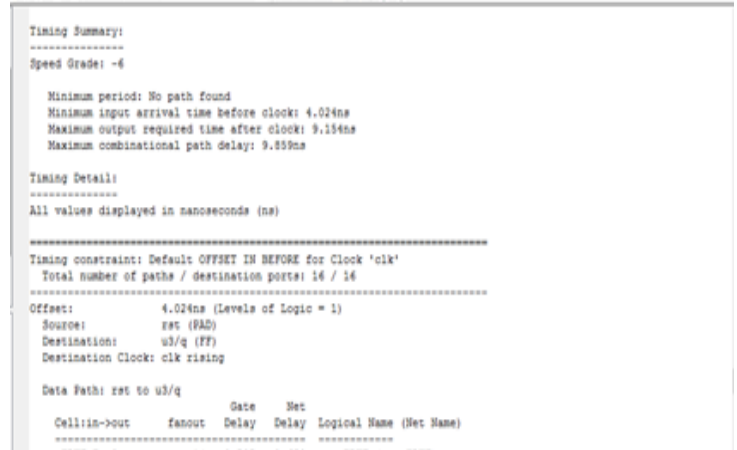 Timing Summary:
---------------
Speed Grade: -6
Minimum period: No path found
Minimum input arrival time before clock: 4.024ns
Maximum output required time after clock: 9.154ns
Maximum combinational path delay: 9.859ns
Timing Detail:
--------------
All values displayed in nanoseconds (ns)
=========================================================================
Timing constraint: Default OFFSET IN BEFORE for Clock 'clk'
Total number of paths / destination ports: 16 / 16
-------------------------------------------------------------------------
Offset: 4.024ns (Levels of Logic = 1)
Source: rst (PAD)
Destination: u3/q (FF)
Destination Clock: clk rising
Data Path: rst to u3/q
Gate Net
Cell:in->out fanout Delay Delay Logical Name (Net Name)
---------------------------------------- ------------